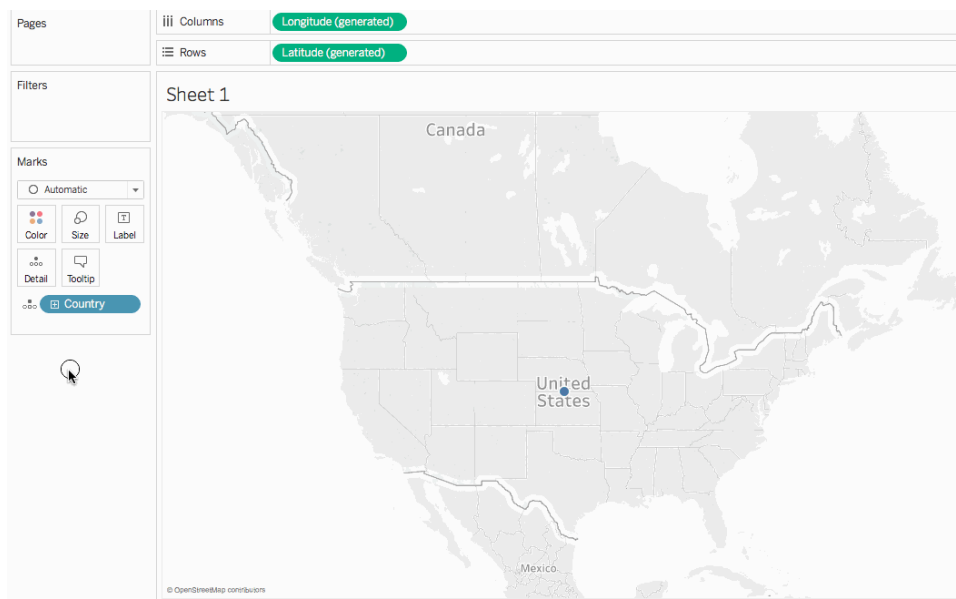 Pages
Columns
Longitude (generated)
Rows
Latitude (generated)
Filters
Sheet 1
Canada
Marks
Automatic
Color
Size
Label
Detail
Tooltip
Country
United
States
Mexico
© OpenStreetMap contributors